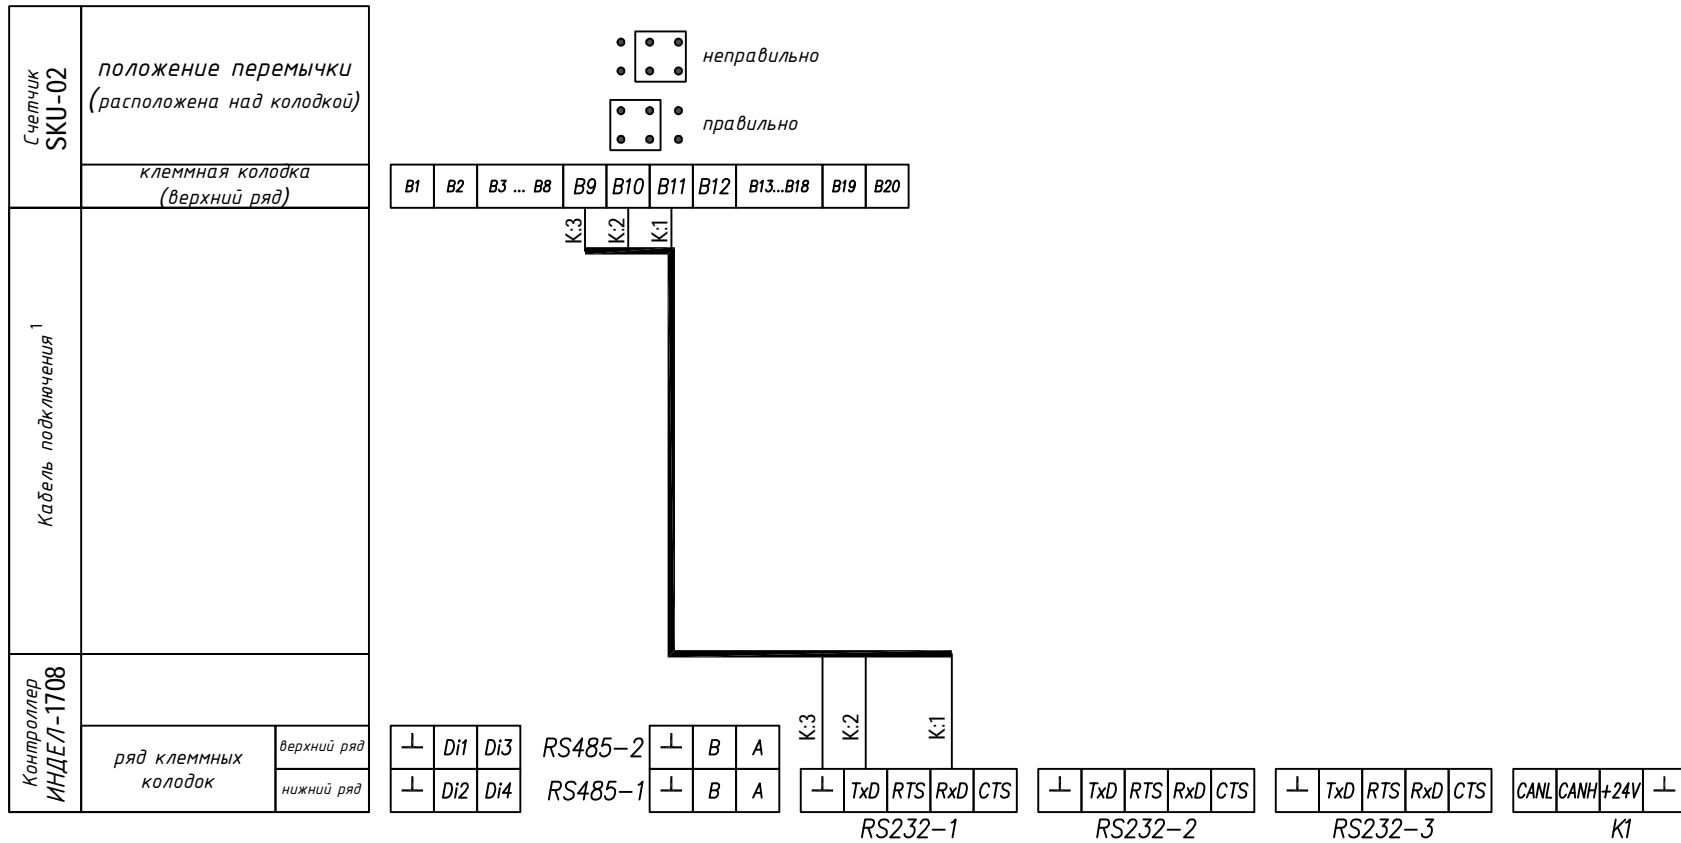 Счетчик
SKU-02
положение перемычки
(расположена над колодкой)
неправильно
правильно
клеммная колодка
(верхний ряд)
B1 B2 B3 ... B8 B9 B10 B11 B12 B13...B18 B19 B20
K:3 K:2 K:1
Кабель подключения 1
Контроллер
ИНДЕЛ-1708
ряд клеммных
колодок
верхний ряд
нижний ряд
K:3 K:2 K:1
⊥ Di1 Di3 RS485-2 ⊥ B A
⊥ Di2 Di4 RS485-1 ⊥ B A ⊥ TxD RTS RxD CTS ⊥ TxD RTS RxD CTS ⊥ TxD RTS RxD CTS CANL CANH +24V ⊥
RS232-1 RS232-2 RS232-3 K1